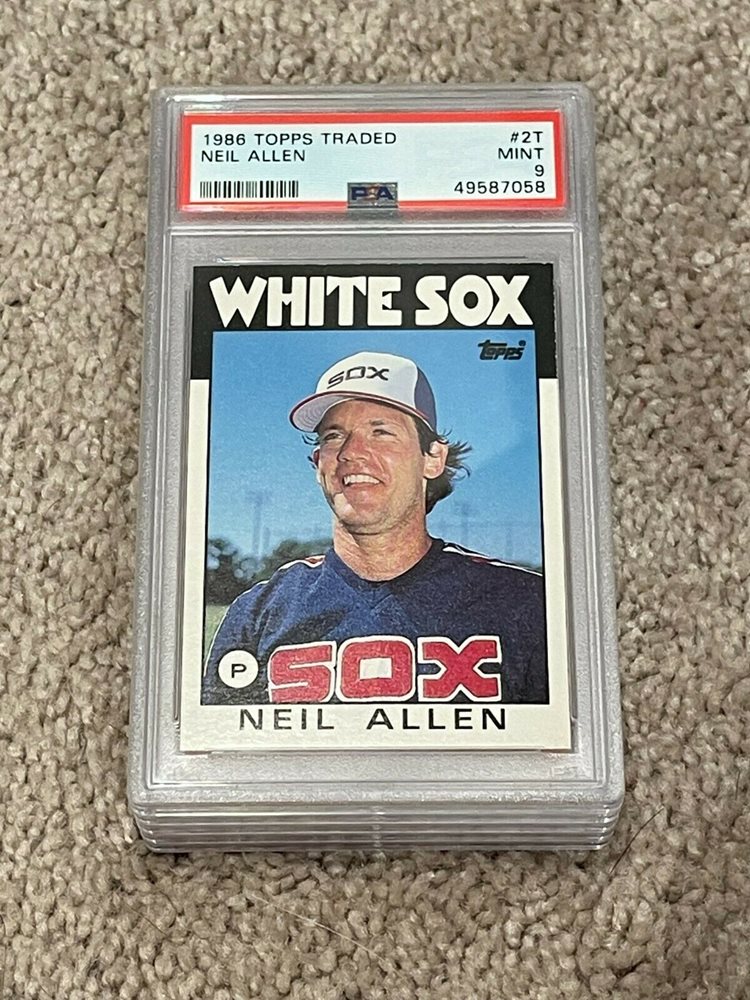 1986 TOPPS TRADED #2T
NEIL ALLEN MINT
9
PSA 49587058
WHITE SOX
topps
SOX
P SOX
NEIL ALLEN